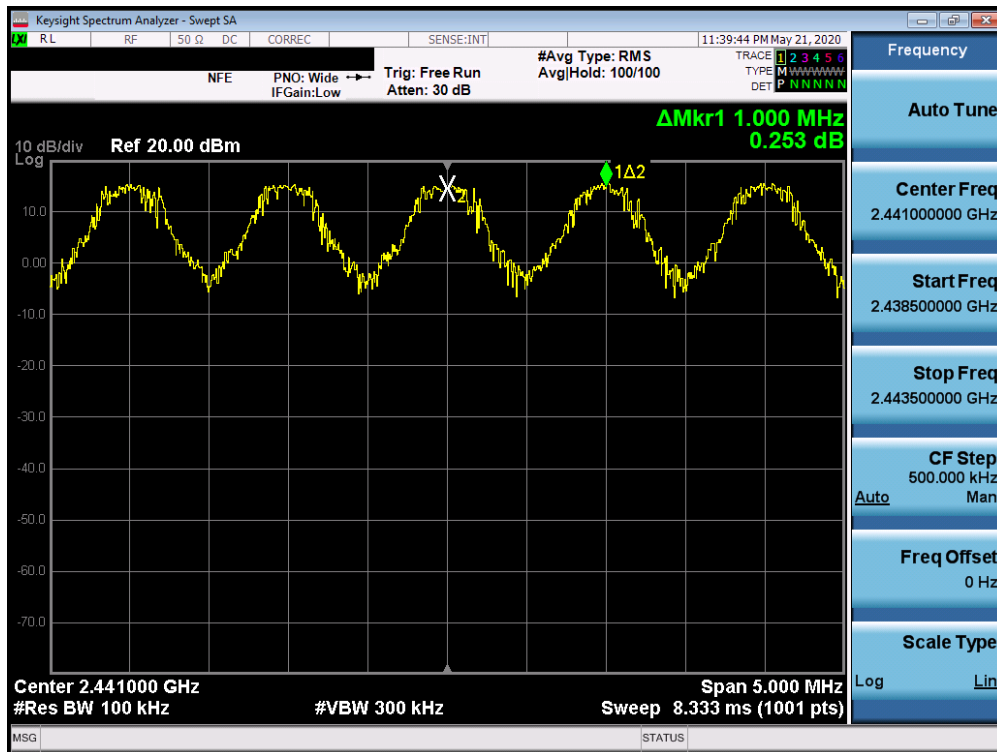 Keysight Spectrum Analyzer - Swept SA
LXI RL RF 50 Ω DC CORREC SENSE:INT 11:39:44 PM May 21, 2020
NFE
PNO: Wide
IFGain:Low
Trig: Free Run
Atten: 30 dB
#Avg Type: RMS
Avg|Hold: 100/100
TRACE 1 2 3 4 5 6
TYPE M WWWWW
DET P N N N N N
ΔMkr1 1.000 MHz
0.253 dB
10 dB/div Ref 20.00 dBm
Log
1Δ2
X2
10.0
0.00
-10.0
-20.0
-30.0
-40.0
-50.0
-60.0
-70.0
Center 2.441000 GHz Span 5.000 MHz
#Res BW 100 kHz #VBW 300 kHz Sweep 8.333 ms (1001 pts)
MSG STATUS
Frequency
Auto Tune
Center Freq
2.441000000 GHz
Start Freq
2.438500000 GHz
Stop Freq
2.443500000 GHz
CF Step
500.000 kHz
Auto Man
Freq Offset
0 Hz
Scale Type
Log Lin